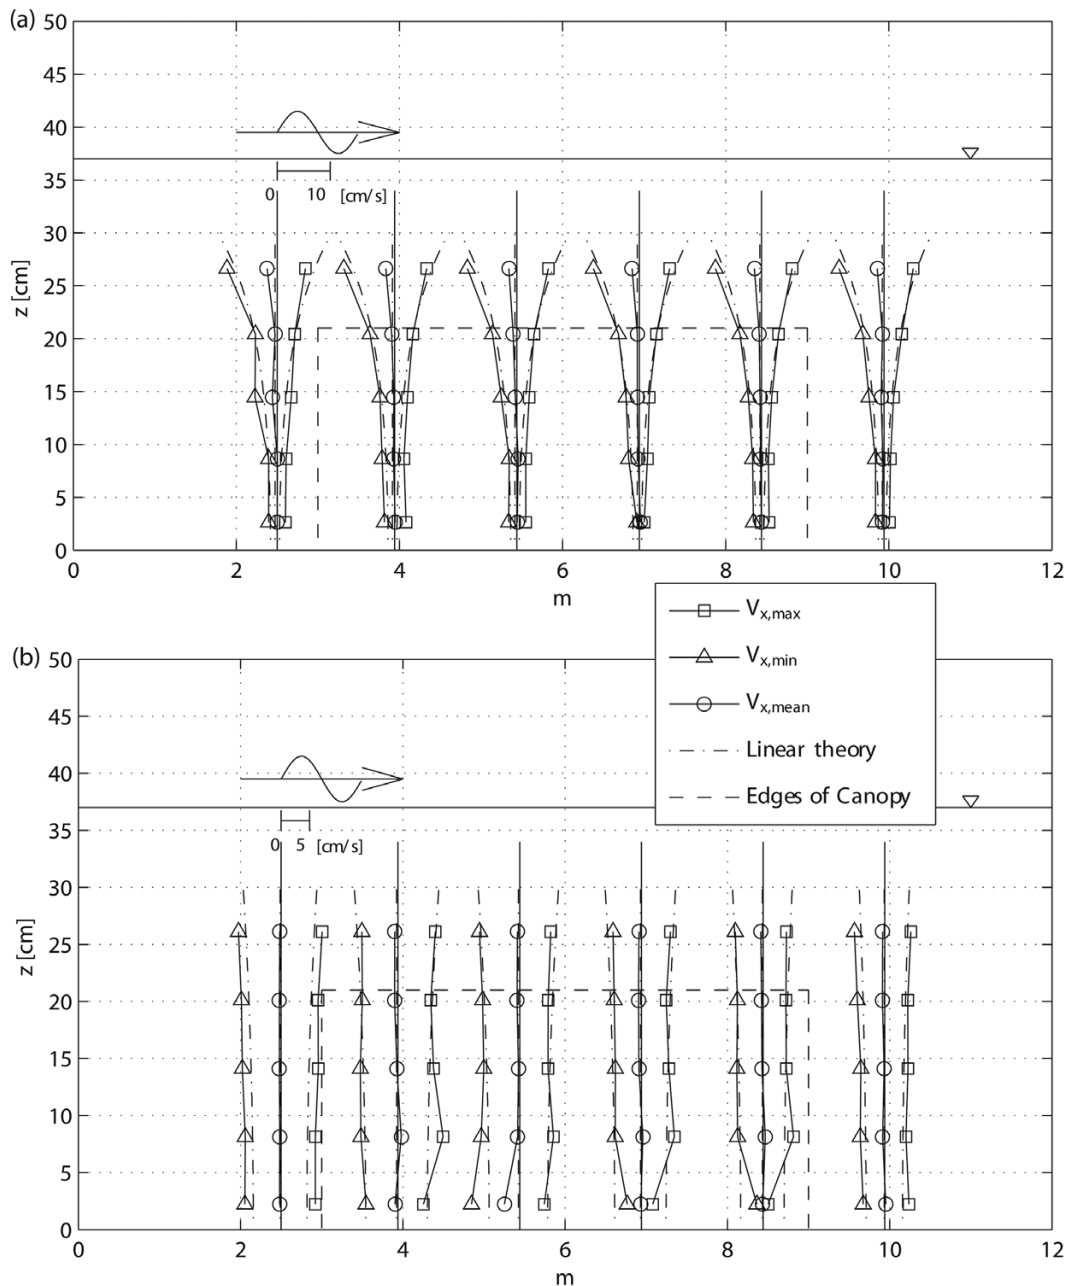 (a)
50
45
40
35
30
25
20
15
10
5
0
z [cm]
0 10 [cm/s]
0 2 4 6 8 10 12
m
V x,max
V x,min
V x,mean
Linear theory
Edges of Canopy
(b)
50
45
40
35
30
25
20
15
10
5
0
z [cm]
0 5 [cm/s]
0 2 4 6 8 10 12
m